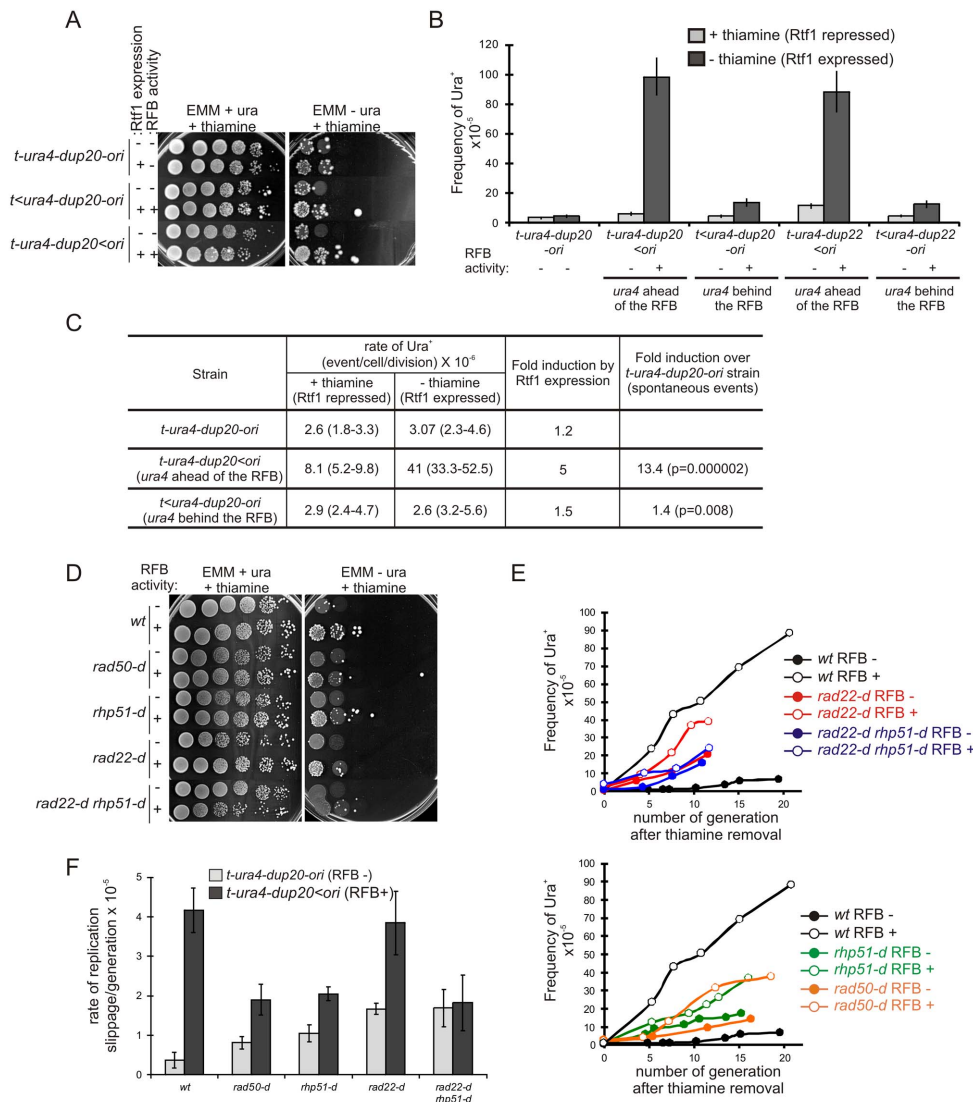 A
:Rtf1 expression
:RFB activity
EMM + ura
+ thiamine
EMM - ura
+ thiamine
t-ura4-dup20-ori
- -
+ -
t<ura4-dup20-ori
- -
+ +
t-ura4-dup20<ori
- -
+ +
B
+ thiamine (Rtf1 repressed)
- thiamine (Rtf1 expressed)
Frequency of Ura+
x10-5
120
100
80
60
40
20
0
t-ura4-dup20
-ori
t-ura4-dup20
<ori
t<ura4-dup20
-ori
t-ura4-dup22
<ori
t<ura4-dup22
-ori
RFB
activity:
- - - + - + - + - +
ura4 ahead
of the RFB
ura4 behind
the RFB
ura4 ahead
of the RFB
ura4 behind
the RFB
C
Strain
rate of Ura+
(event/cell/division) X 10-6
+ thiamine
(Rtf1 repressed)
- thiamine
(Rtf1 expressed)
Fold induction by
Rtf1 expression
Fold induction over
t-ura4-dup20-ori strain
(spontaneous events)
t-ura4-dup20-ori
2.6 (1.8-3.3)
3.07 (2.3-4.6)
1.2
t-ura4-dup20<ori
(ura4 ahead of the RFB)
8.1 (5.2-9.8)
41 (33.3-52.5)
5
13.4 (p=0.000002)
t<ura4-dup20-ori
(ura4 behind the RFB)
2.9 (2.4-4.7)
2.6 (3.2-5.6)
1.5
1.4 (p=0.008)
D
RFB
activity:
EMM + ura
+ thiamine
EMM - ura
+ thiamine
wt
-
+
rad50-d
-
+
rhp51-d
-
+
rad22-d
-
+
rad22-d rhp51-d
-
+
E
Frequency of Ura+
x10-5
100
90
80
70
60
50
40
30
20
10
0
0 5 10 15 20
number of generation
after thiamine removal
wt RFB -
wt RFB +
rad22-d RFB -
rad22-d RFB +
rad22-d rhp51-d RFB -
rad22-d rhp51-d RFB +
Frequency of Ura+
x10-5
100
90
80
70
60
50
40
30
20
10
0
0 5 10 15 20
number of generation
after thiamine removal
wt RFB -
wt RFB +
rhp51-d RFB -
rhp51-d RFB +
rad50-d RFB -
rad50-d RFB +
F
t-ura4-dup20-ori (RFB -)
t-ura4-dup20<ori (RFB+)
rate of replication
slippage/generation x 10-5
5
4
3
2
1
0
wt
rad50-d
rhp51-d
rad22-d
rad22-d
rhp51-d